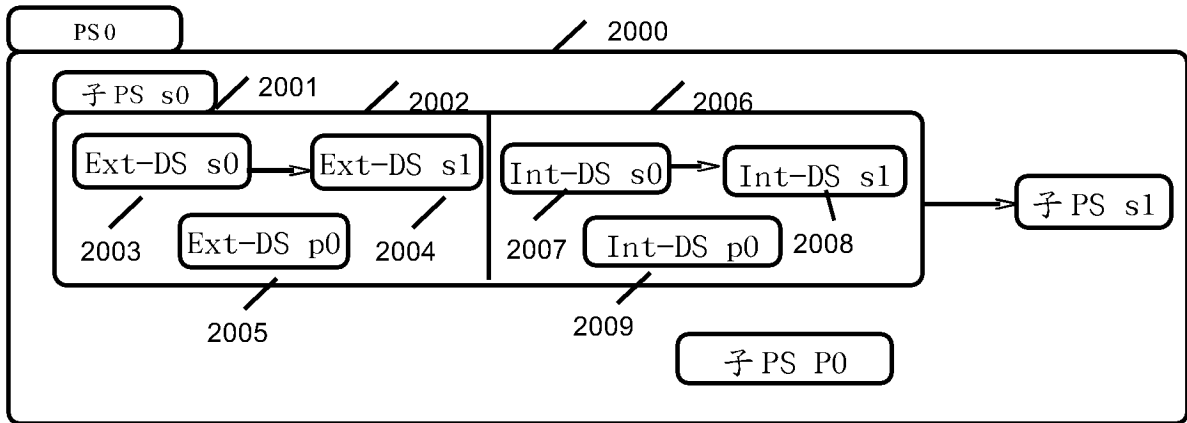 PS0
2000
子PS s0
2001
2002
2006
Ext-DS s0
Ext-DS s1
Int-DS s0
Int-DS s1
子PS s1
2003
Ext-DS p0
2004
2007
Int-DS p0
2008
2005
2009
子PS P0